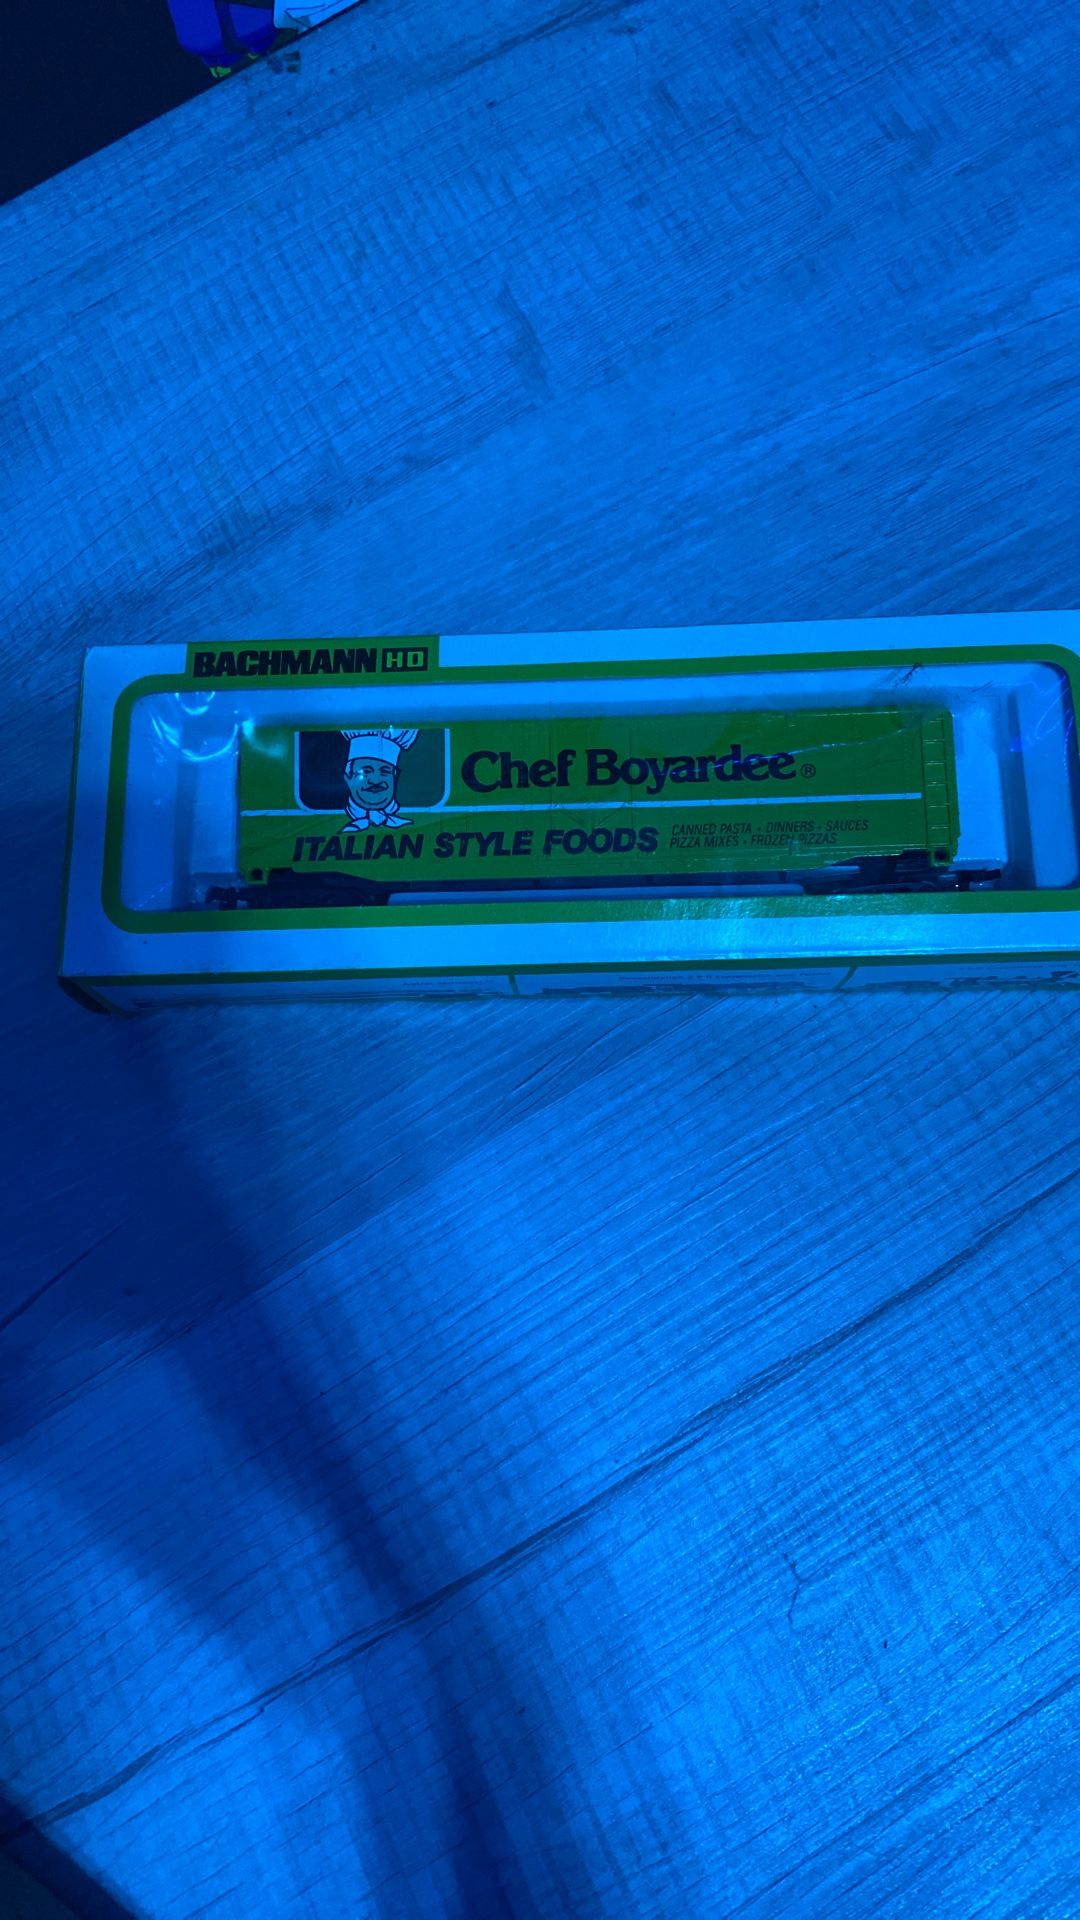 BACHMANN HO
Chef Boyardee®
ITALIAN STYLE FOODS
CANNED PASTA • DINNERS • SAUCES
PIZZA MIXES • FROZEN PIZZAS